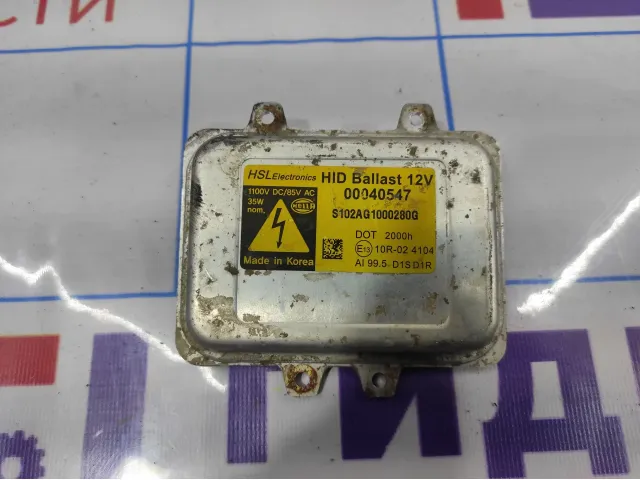 СТИ
HSL Electronics
HID Ballast 12V
1100V DC/85V AC
00040547
35W
nom.
HELLA
S102AG1000280G
DOT 2000h
E13 10R-02 4104
Made in Korea
AI 99.5- D1S D1R